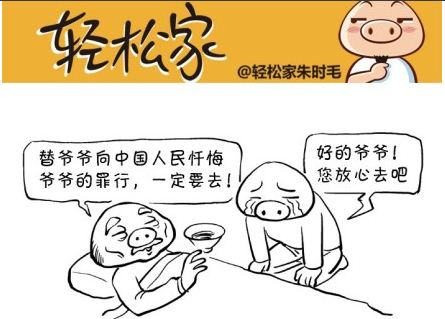 轻松家
@轻松家朱时毛
替爷爷向中国人民忏悔
爷爷的罪行，一定要去！
好的爷爷！
您放心去吧